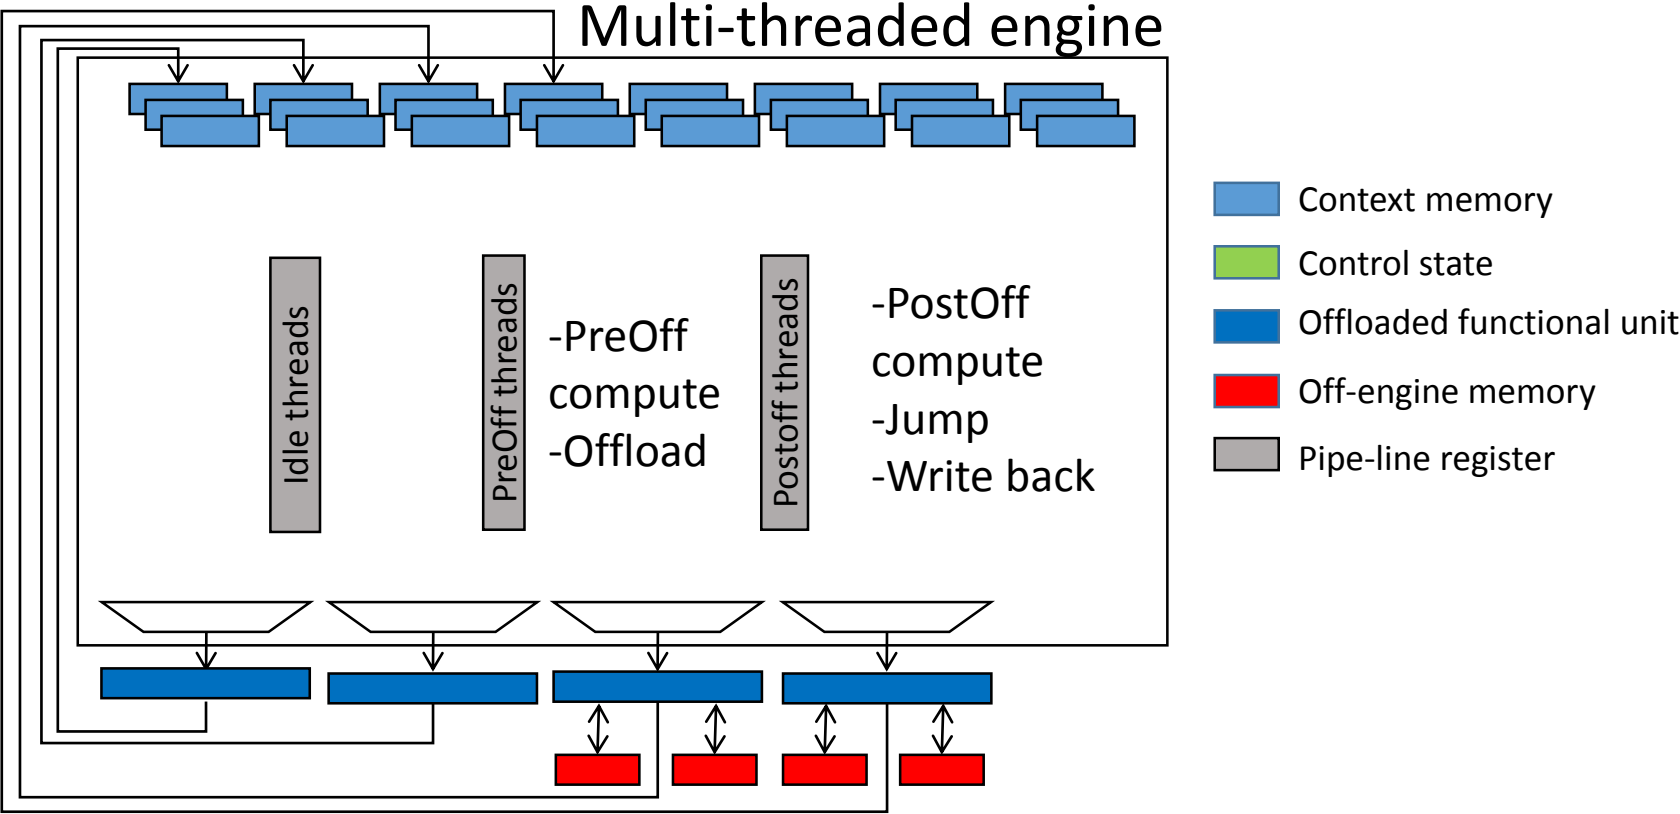 Multi-threaded engine
Idle threads
PreOff threads
-PreOff
compute
-Offload
Postoff threads
-PostOff
compute
-Jump
-Write back
Context memory
Control state
Offloaded functional unit
Off-engine memory
Pipe-line register